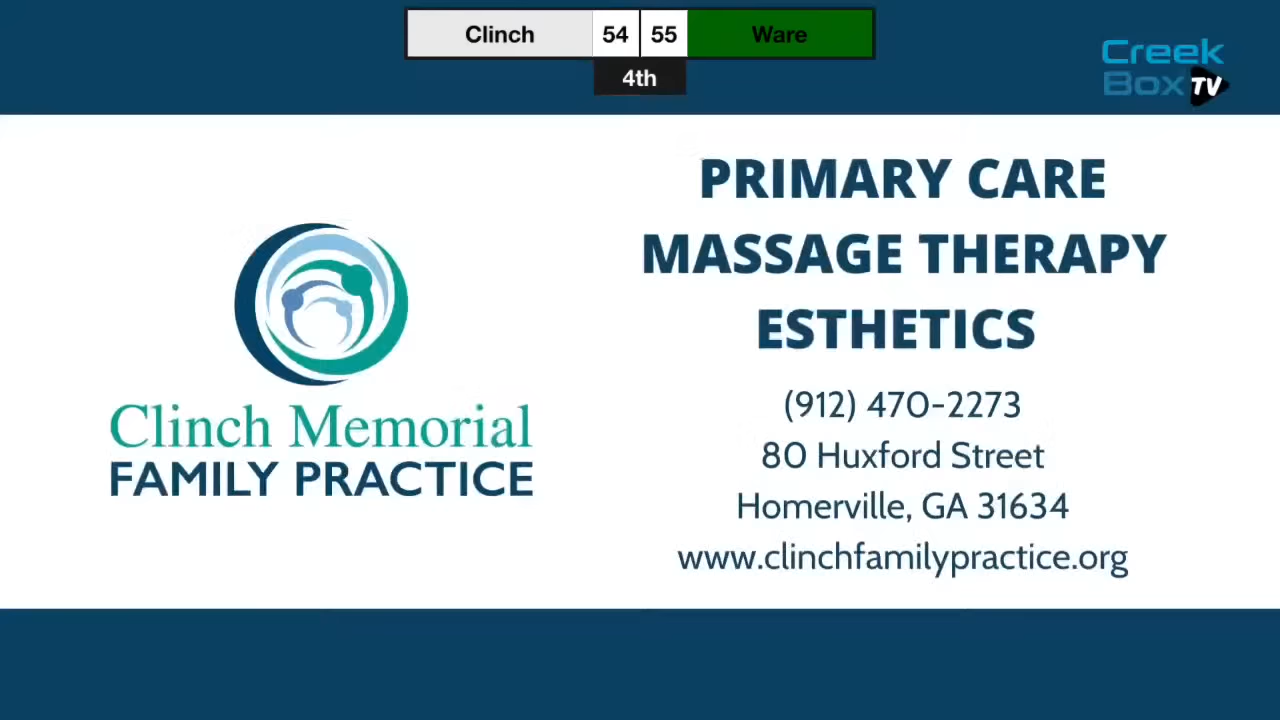 Clinch 54 55 Ware
4th
Creek
Box TV
PRIMARY CARE
MASSAGE THERAPY
ESTHETICS
(912) 470-2273
80 Huxford Street
Homerville, GA 31634
www.clinchfamilypractice.org
Clinch Memorial
FAMILY PRACTICE